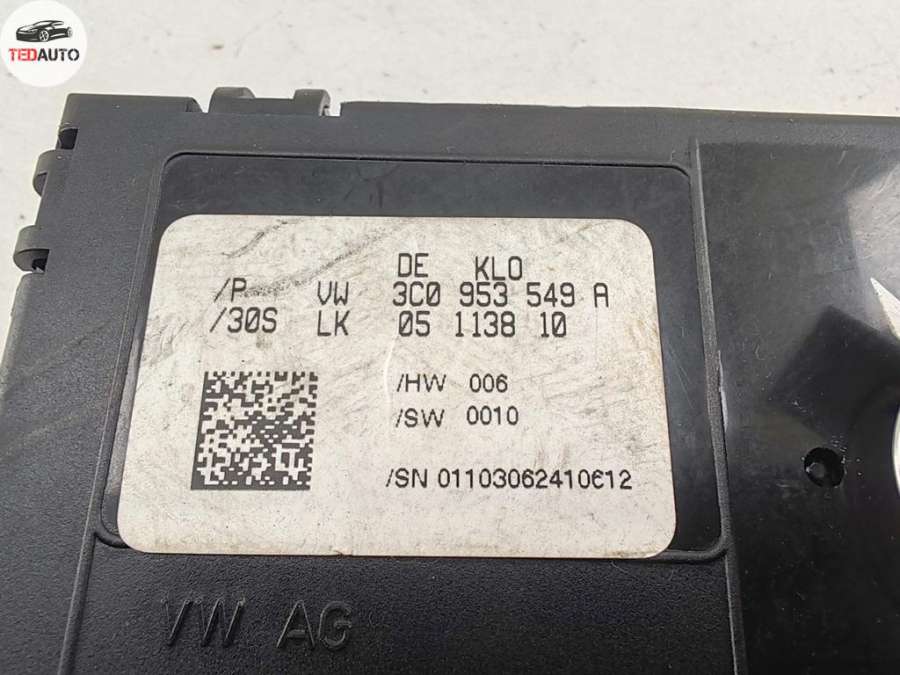 TEDAUTO
DE KLO
/P VW 3C0 953 549 A
/30S LK 05 1138 10
/HW 006
/SW 0010
/SN 01103062410612
VW AG